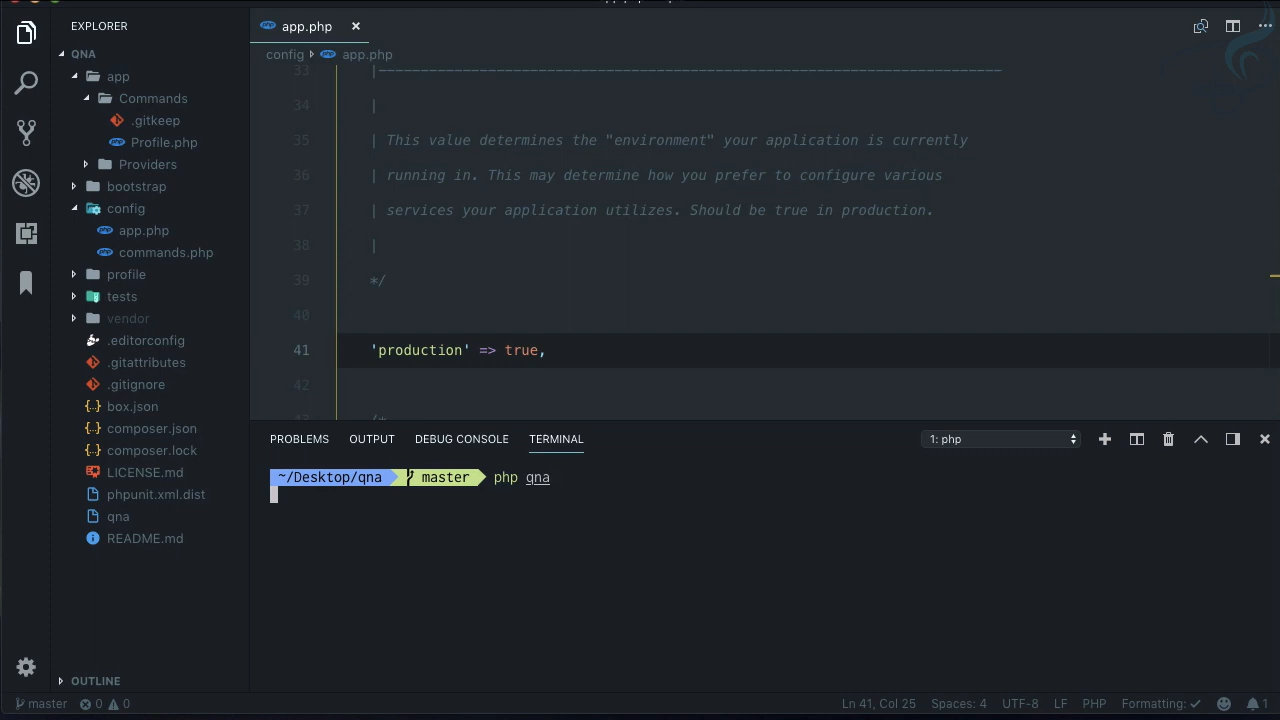 EXPLORER
QNA
app
Commands
.gitkeep
Profile.php
Providers
bootstrap
config
app.php
commands.php
profile
tests
vendor
.editorconfig
.gitattributes
.gitignore
box.json
composer.json
composer.lock
LICENSE.md
phpunit.xml.dist
qna
README.md
OUTLINE
app.php
config app.php
33 |--------------------------------------------------------------------------
34 |
35 | This value determines the "environment" your application is currently
36 | running in. This may determine how you prefer to configure various
37 | services your application utilizes. Should be true in production.
38 |
39 */
40
41 'production' => true,
42
43 /*
PROBLEMS OUTPUT DEBUG CONSOLE TERMINAL 1: php
~/Desktop/qna master php qna
master 0 0 Ln 41, Col 25 Spaces: 4 UTF-8 LF PHP Formatting: ✓ 1